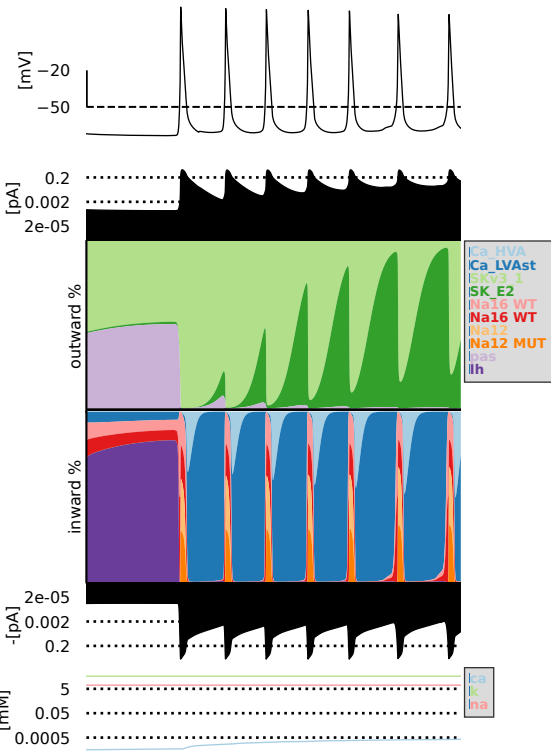 [mV]
−20
−50
[pA]
0.2
0.002
2e-05
outward %
Ca_HVA
Ca_LVAst
SKv3_1
SK_E2
Na16 WT
Na16 WT
Na12
Na12 MUT
pas
Ih
inward %
-[pA]
2e-05
0.002
0.2
[mM]
5
0.05
0.0005
ca
k
na